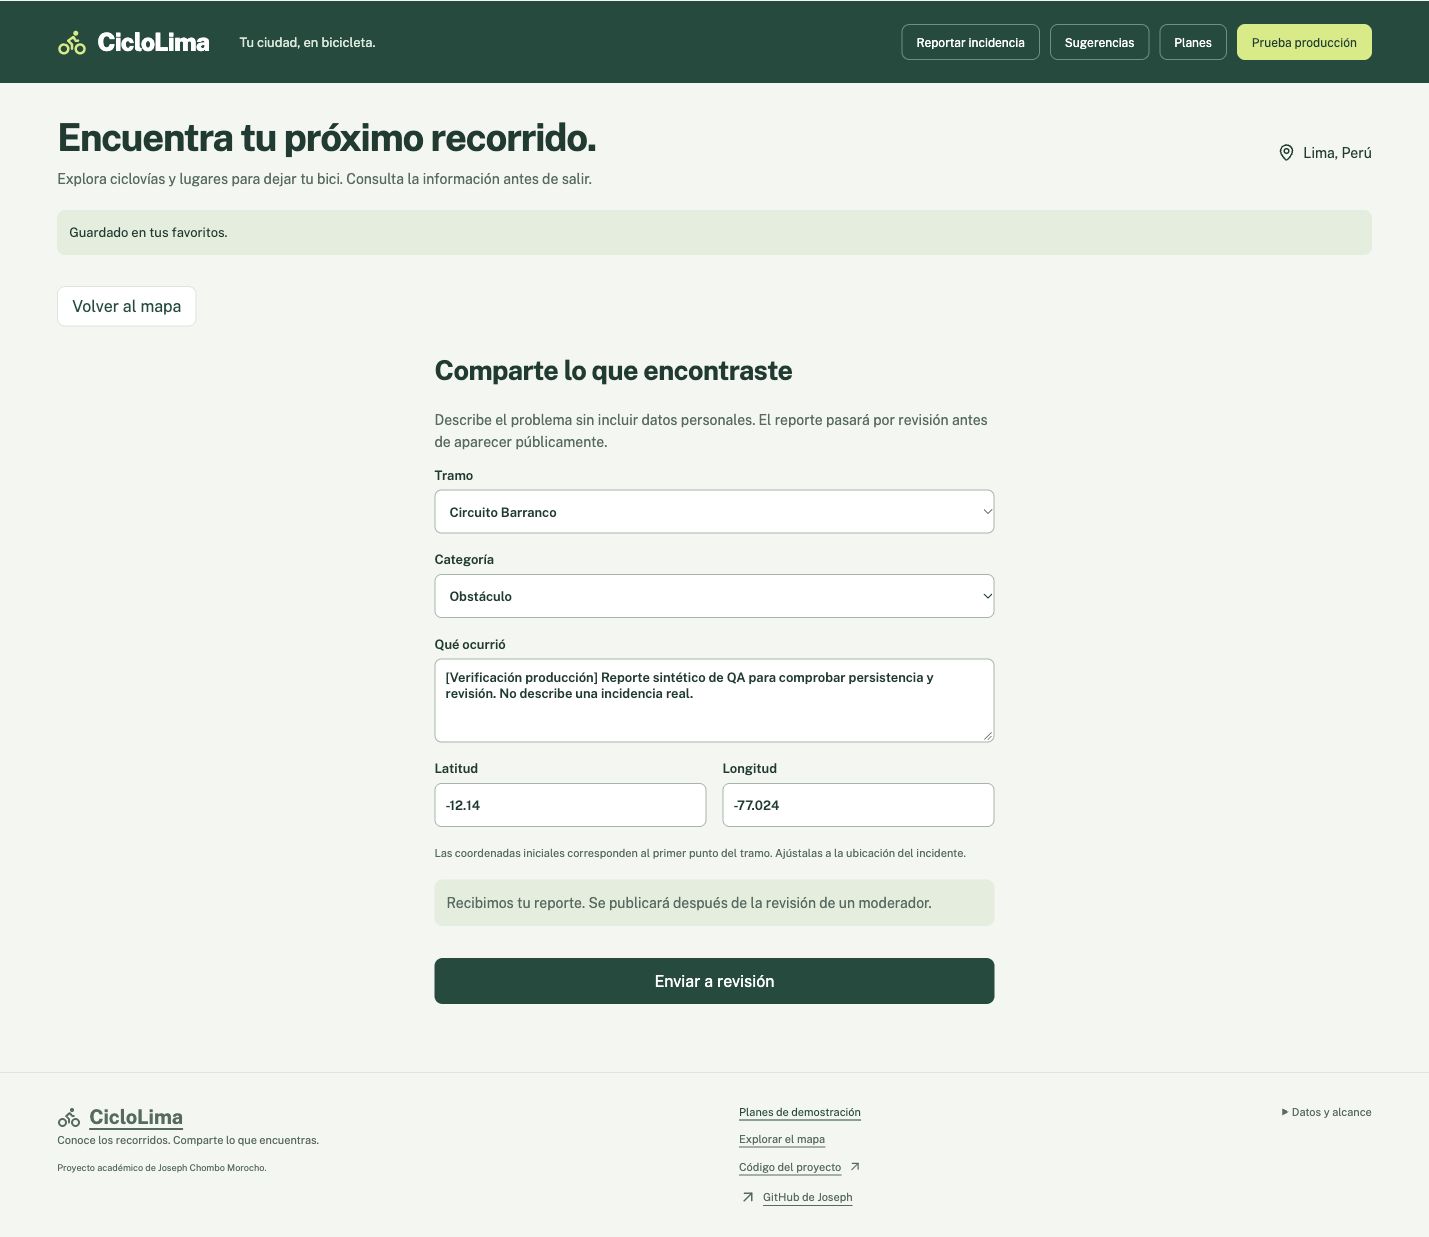 CicloLima
Tu ciudad, en bicicleta.
Reportar incidencia
Sugerencias
Planes
Prueba producción
Encuentra tu próximo recorrido.
Lima, Perú
Explora ciclovías y lugares para dejar tu bici. Consulta la información antes de salir.
Guardado en tus favoritos.
Volver al mapa
Comparte lo que encontraste
Describe el problema sin incluir datos personales. El reporte pasará por revisión antes
de aparecer públicamente.
Tramo
Circuito Barranco
Categoría
Obstáculo
Qué ocurrió
[Verificación producción] Reporte sintético de QA para comprobar persistencia y
revisión. No describe una incidencia real.
Latitud
Longitud
-12.14
-77.024
Las coordenadas iniciales corresponden al primer punto del tramo. Ajústalas a la ubicación del incidente.
Recibimos tu reporte. Se publicará después de la revisión de un moderador.
Enviar a revisión
CicloLima
Conoce los recorridos. Comparte lo que encuentras.
Proyecto académico de Joseph Chombo Morocho.
Planes de demostración
Explorar el mapa
Código del proyecto
GitHub de Joseph
Datos y alcance